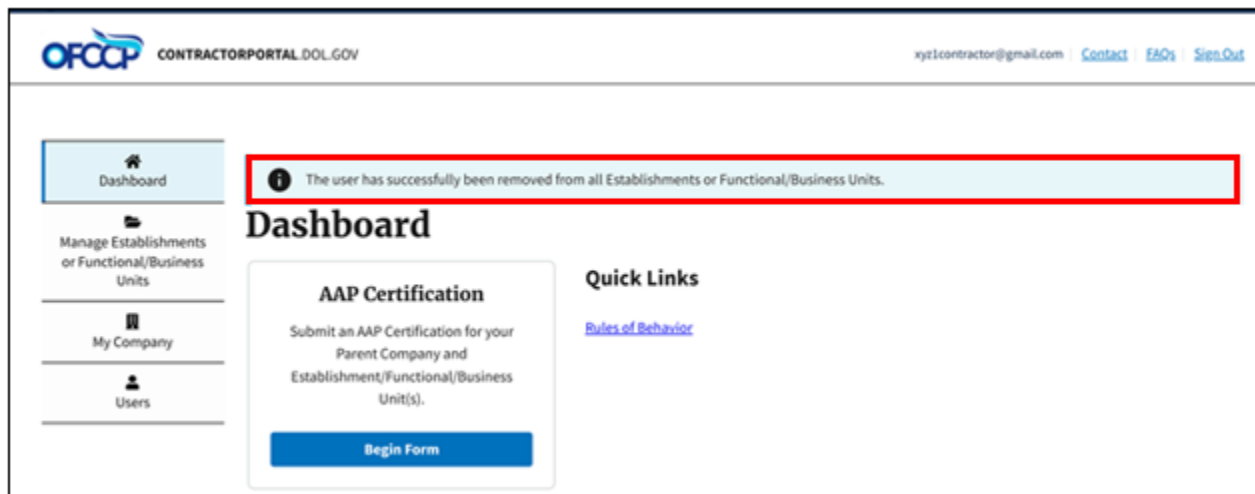 OFCCP CONTRACTORPORTAL.DOL.GOV
xyz1contractor@gmail.com Contact FAQs Sign Out
Dashboard
Manage Establishments
or Functional/Business
Units
My Company
Users
The user has successfully been removed from all Establishments or Functional/Business Units.
Dashboard
AAP Certification
Submit an AAP Certification for your
Parent Company and
Establishment/Functional/Business
Unit(s).
Begin Form
Quick Links
Rules of Behavior